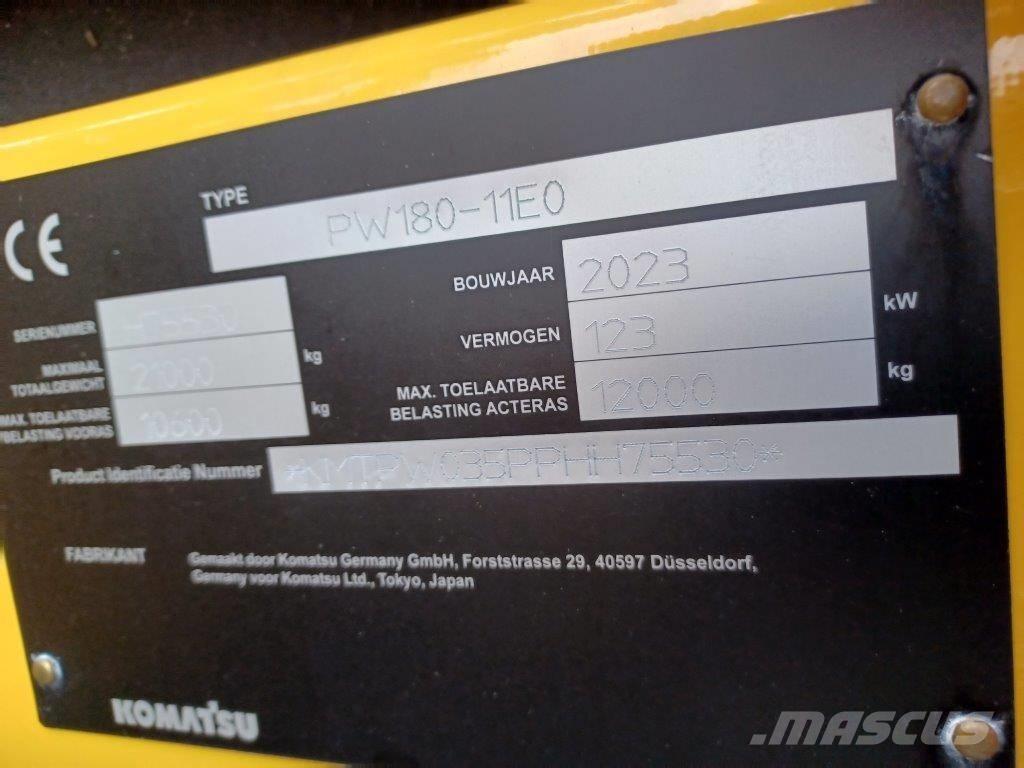 CE
TYPE PW180-11E0
BOUWJAAR 2023
VERMOGEN 123 kW
MAX. TOELAATBARE
BELASTING ACTERAS 12000 kg
SERIENUMMER H75530
MAXIMAAL
TOTAALGEWICHT 21000 kg
MAX. TOELAATBARE
BELASTING VOORAS 10600 kg
Product Identificatie Nummer *KMTPW035PPHH75530*
FABRIKANT Gemaakt door Komatsu Germany GmbH, Forststrasse 29, 40597 Düsseldorf,
Germany voor Komatsu Ltd., Tokyo, Japan
KOMATSU
MASCUS